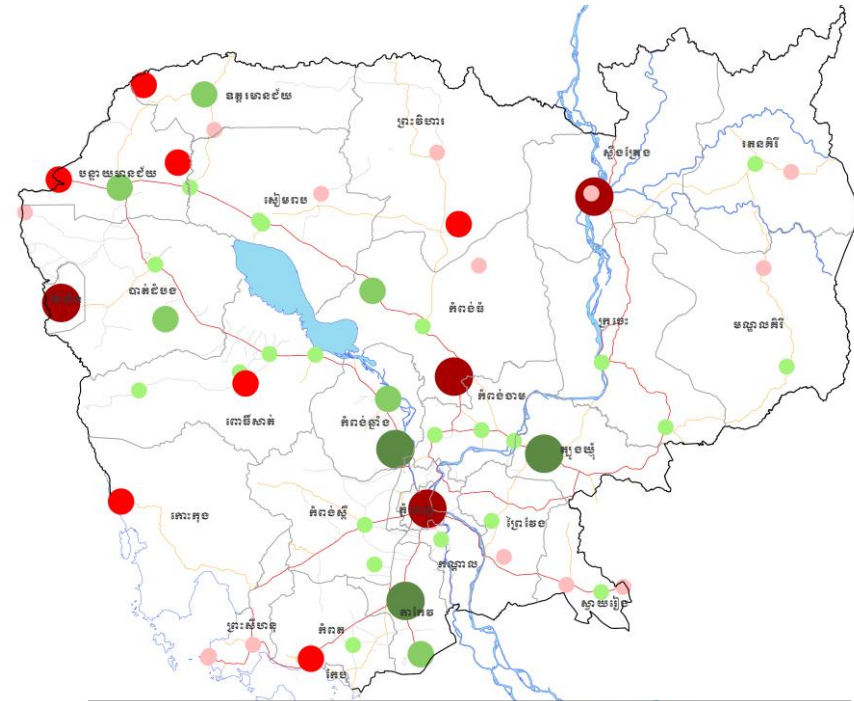 ឧត្តរមានជ័យ
ព្រះវិហារ
ស្ទឹងត្រែង
រតនគិរី
បន្ទាយមានជ័យ
សៀមរាប
បាត់ដំបង
កំពង់ធំ
ក្រចេះ
មណ្ឌលគិរី
ពោធិ៍សាត់
កំពង់ឆ្នាំង
កំពង់ចាម
ត្បូងឃ្មុំ
កោះកុង
កំពង់ស្ពឺ
ព្រៃវែង
កណ្តាល
តាកែវ
ស្វាយរៀង
ព្រះសីហនុ
កំពត
កែប